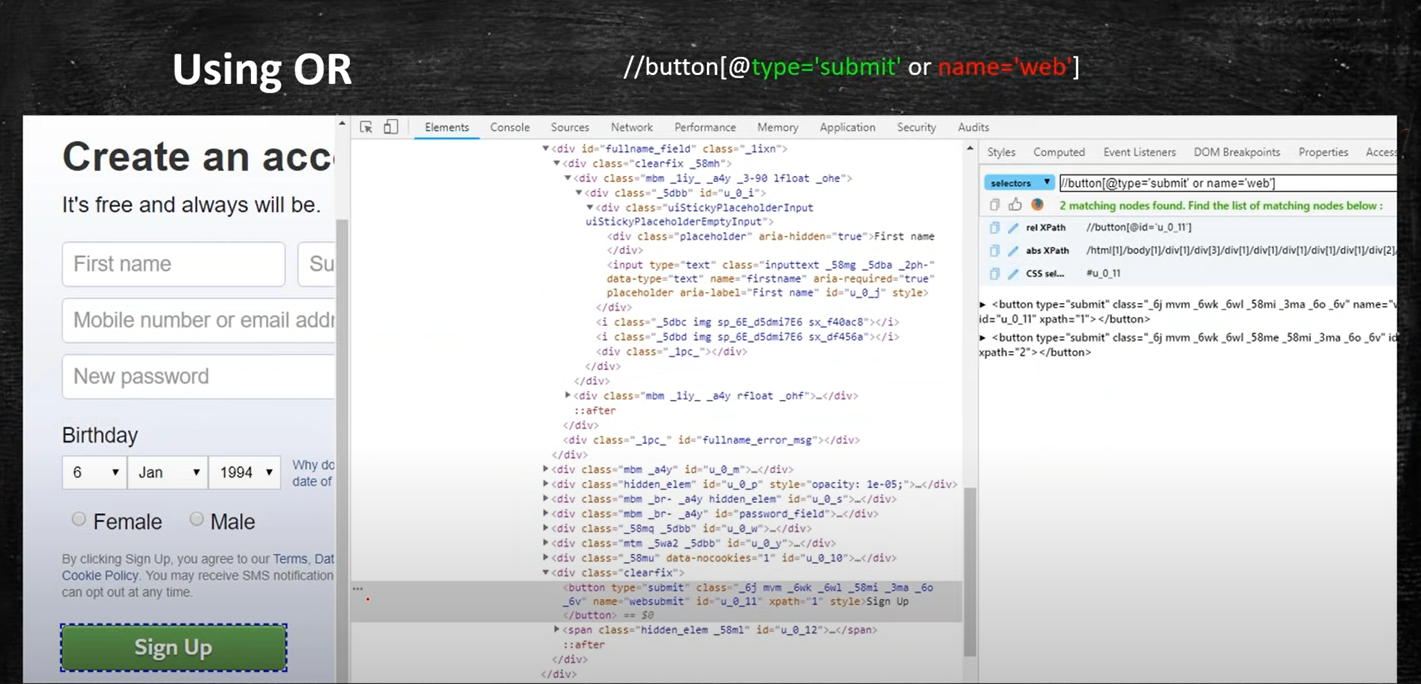 Using OR
//button[@type='submit' or name='web']
Create an acc
It's free and always will be.
First name
Su
Mobile number or email addr
New password
Birthday
6
Jan
1994
Why do
date of
Female
Male
By clicking Sign Up, you agree to our Terms, Dat
Cookie Policy. You may receive SMS notification
can opt out at any time.
Sign Up
Elements Console Sources Network Performance Memory Application Security Audits
<div id="fullname_field" class="_1ixn">
<div class="clearfix _58mh">
<div class="mbm _1iy_ _a4y _3-90 lfloat _ohe">
<div class="_5dbb" id="u_0_i">
<div class="uiStickyPlaceholderInput
uiStickyPlaceholderEmptyInput">
<div class="placeholder" aria-hidden="true">First name
</div>
<input type="text" class="inputtext _58mg _5dba _2ph-"
data-type="text" name="firstname" aria-required="true"
placeholder aria-label="First name" id="u_0_j" style>
</div>
<i class="_5dbc img sp_6E_d5dmi7E6 sx_f40ac8"></i>
<i class="_5dbd img sp_6E_d5dmi7E6 sx_df456a"></i>
<div class="_1pc_"></div>
</div>
</div>
<div class="mbm _1iy_ _a4y rfloat _ohf">…</div>
::after
</div>
<div class="_1pc_" id="fullname_error_msg"></div>
</div>
<div class="mbm _a4y" id="u_0_m">…</div>
<div class="hidden_elem" id="u_0_p" style="opacity: 1e-05;">…</div>
<div class="mbm _br- _a4y hidden_elem" id="u_0_s">…</div>
<div class="mbm _br- _a4y" id="password_field">…</div>
<div class="_58mq _5dbb" id="u_0_w">…</div>
<div class="mtm _5wa2 _5dbb" id="u_0_y">…</div>
<div class="_58mu" data-nocookies="1" id="u_0_10">…</div>
<div class="clearfix">
<button type="submit" class="_6j mvm _6wk _6wl _58mi _3ma _6o
_6v" name="websubmit" id="u_0_11" xpath="1" style>Sign Up
</button> == $0
<span class="hidden_elem _58ml" id="u_0_12">…</span>
::after
</div>
</div>
Styles Computed Event Listeners DOM Breakpoints Properties Access
selectors
//button[@type='submit' or name='web']
2 matching nodes found. Find the list of matching nodes below :
rel XPath //button[@id='u_0_11']
abs XPath /html[1]/body[1]/div[1]/div[3]/div[1]/div[1]/div[1]/div[1]/div[1]/div[2]/
CSS sel... #u_0_11
<button type="submit" class="_6j mvm _6wk _6wl _58mi _3ma _6o _6v" name="w
id="u_0_11" xpath="1"></button>
<button type="submit" class="_6j mvm _6wk _6wl _58me _58mi _3ma _6o _6v" id
xpath="2"></button>